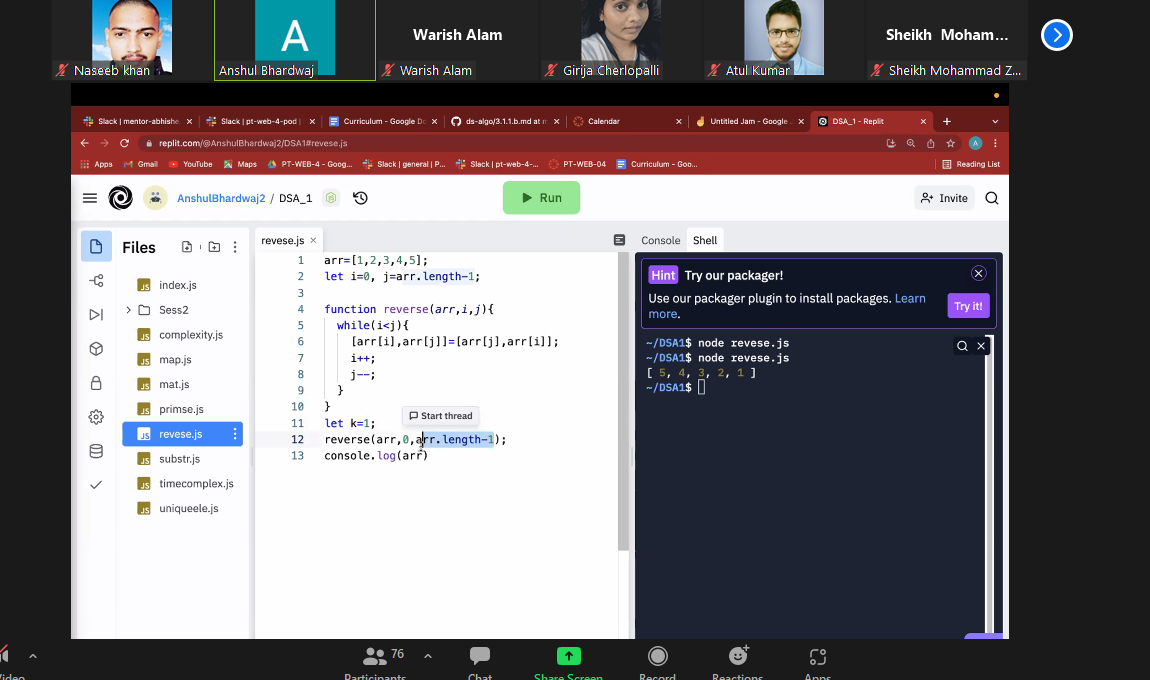 Warish Alam
Sheikh Moham...
Naseeb khan
A
Anshul Bhardwaj
Warish Alam
Girija Cherlopalli
Atul Kumar
Sheikh Mohammad Z...
Slack | mentor-abhishe
Slack | pt-web-4-pod
Curriculum - Google Do
ds-algo/3.1.1.b.md at m
Calendar
Untitled Jam - Google
DSA_1 - Replit
replit.com/@AnshulBhardwaj2/DSA1#revese.js
A
Apps
Gmail
YouTube
Maps
PT-WEB-4 - Goog...
Slack | general | P...
Slack | pt-web-4-...
PT-WEB-04
Curriculum - Goo...
Reading List
AnshulBhardwaj2 / DSA_1
Run
Invite
Files
index.js
Sess2
complexity.js
map.js
mat.js
primse.js
revese.js
substr.js
timecomplex.js
uniqueele.js
revese.js
1 arr=[1,2,3,4,5];
2 let i=0, j=arr.length-1;
3
4 function reverse(arr,i,j){
5 while(i<j){
6 [arr[i],arr[j]]=[arr[j],arr[i]];
7 i++;
8 j--;
9 }
10 }
11 let k=1;
Start thread
12 reverse(arr,0,arr.length-1);
13 console.log(arr)
Console
Shell
Hint Try our packager!
Use our packager plugin to install packages. Learn
more.
Try it!
~/DSA1$ node revese.js
~/DSA1$ node revese.js
[ 5, 4, 3, 2, 1 ]
~/DSA1$
Video
76
Participants
Chat
Share Screen
Record
Reactions
Apps